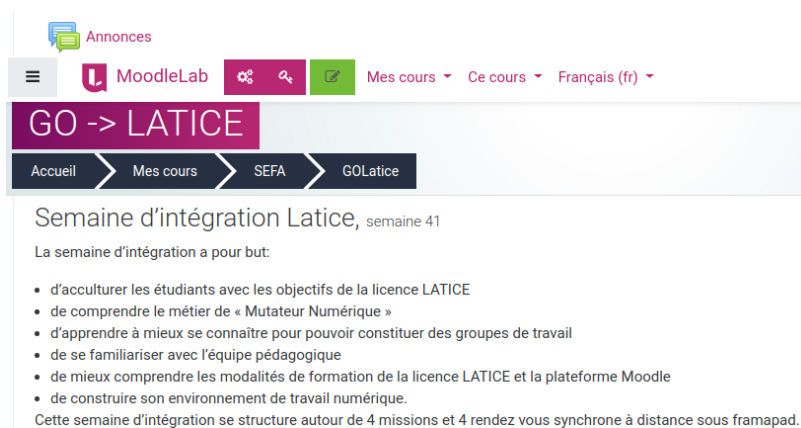 Annonces
MoodleLab Mes cours Ce cours Français (fr)
GO -> LATICE
Accueil Mes cours SEFA GOLatice
Semaine d'intégration Latice, semaine 41
La semaine d'intégration a pour but:
• d'acculturer les étudiants avec les objectifs de la licence LATICE
• de comprendre le métier de « Mutateur Numérique »
• d'apprendre à mieux se connaître pour pouvoir constituer des groupes de travail
• de se familiariser avec l'équipe pédagogique
• de mieux comprendre les modalités de formation de la licence LATICE et la plateforme Moodle
• de construire son environnement de travail numérique.
Cette semaine d'intégration se structure autour de 4 missions et 4 rendez vous synchrone à distance sous framapad.